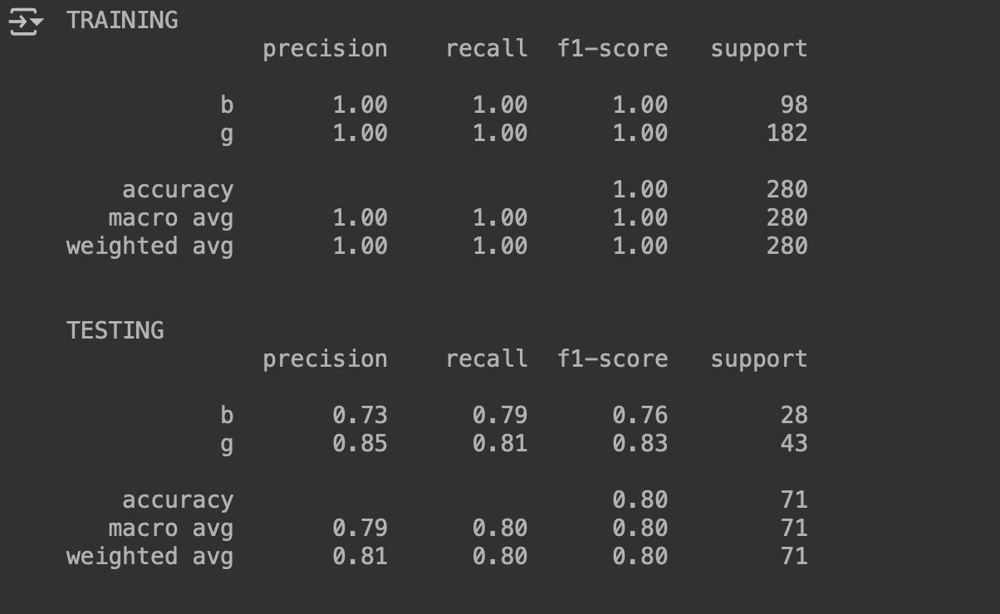 TRAINING
precision recall f1-score support
b 1.00 1.00 1.00 98
g 1.00 1.00 1.00 182
accuracy 1.00 280
macro avg 1.00 1.00 1.00 280
weighted avg 1.00 1.00 1.00 280
TESTING
precision recall f1-score support
b 0.73 0.79 0.76 28
g 0.85 0.81 0.83 43
accuracy 0.80 71
macro avg 0.79 0.80 0.80 71
weighted avg 0.81 0.80 0.80 71